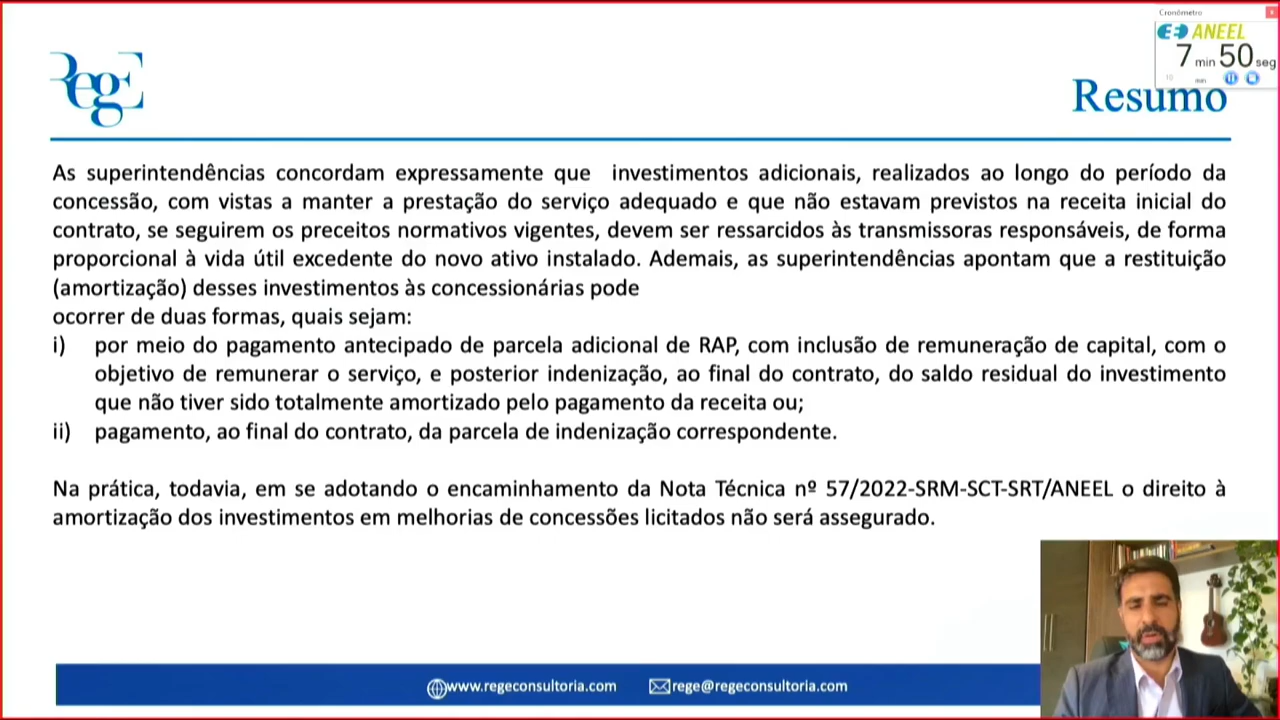 Cronômetro
ANEEL
7 min 50 seg
10 min
Rege
Resumo
As superintendências concordam expressamente que investimentos adicionais, realizados ao longo do período da
concessão, com vistas a manter a prestação do serviço adequado e que não estavam previstos na receita inicial do
contrato, se seguirem os preceitos normativos vigentes, devem ser ressarcidos às transmissoras responsáveis, de forma
proporcional à vida útil excedente do novo ativo instalado. Ademais, as superintendências apontam que a restituição
(amortização) desses investimentos às concessionárias pode
ocorrer de duas formas, quais sejam:
i) por meio do pagamento antecipado de parcela adicional de RAP, com inclusão de remuneração de capital, com o
objetivo de remunerar o serviço, e posterior indenização, ao final do contrato, do saldo residual do investimento
que não tiver sido totalmente amortizado pelo pagamento da receita ou;
ii) pagamento, ao final do contrato, da parcela de indenização correspondente.
Na prática, todavia, em se adotando o encaminhamento da Nota Técnica nº 57/2022-SRM-SCT-SRT/ANEEL o direito à
amortização dos investimentos em melhorias de concessões licitados não será assegurado.
www.regeconsultoria.com rege@regeconsultoria.com